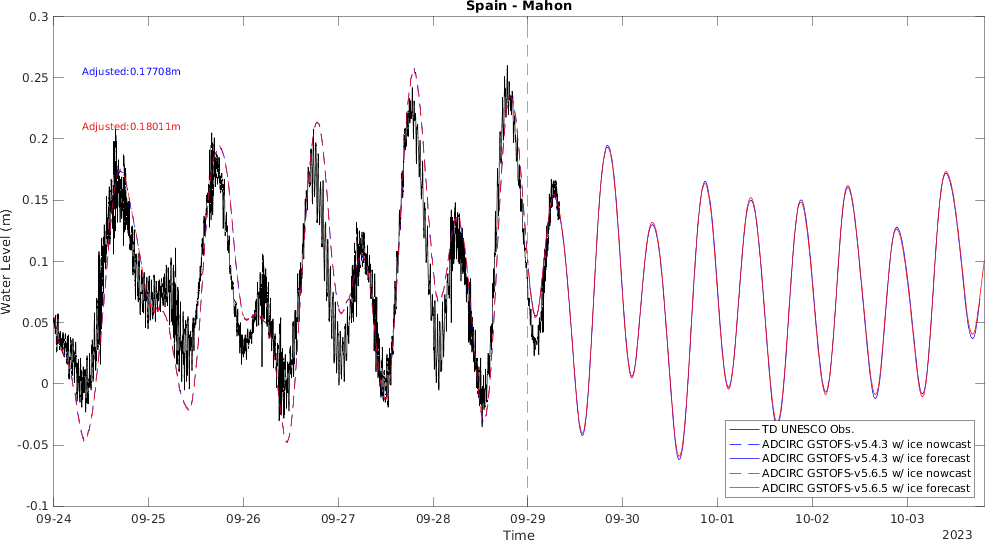 Spain - Mahon
0.3
0.25
0.2
0.15
0.1
0.05
0
-0.05
-0.1
Water Level (m)
Adjusted:0.17708m
Adjusted:0.18011m
TD UNESCO Obs.
ADCIRC GSTOFS-v5.4.3 w/ ice nowcast
ADCIRC GSTOFS-v5.4.3 w/ ice forecast
ADCIRC GSTOFS-v5.6.5 w/ ice nowcast
ADCIRC GSTOFS-v5.6.5 w/ ice forecast
09-24 09-25 09-26 09-27 09-28 09-29 09-30 10-01 10-02 10-03
Time
2023